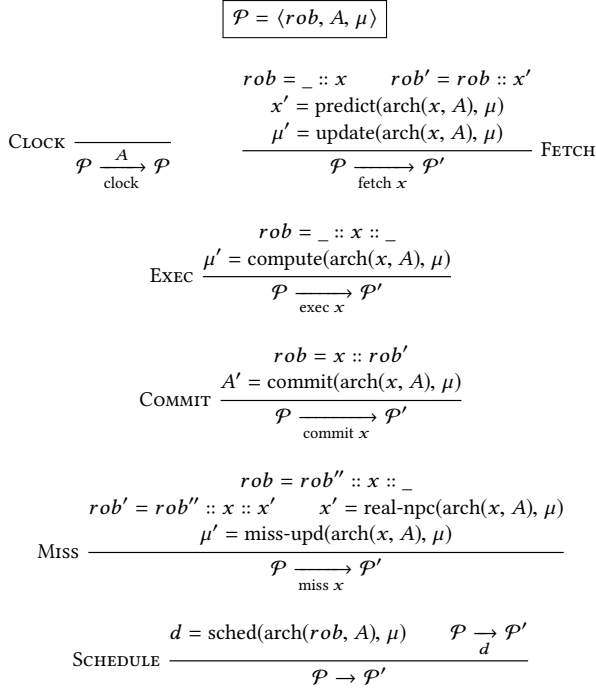 𝒫 = ⟨rob, A, μ⟩
rob = _ :: x    rob′ = rob :: x′
x′ = predict(arch(x, A), μ)
μ′ = update(arch(x, A), μ)
CLOCK    𝒫 —A→ 𝒫    𝒫 ⟶ 𝒫′    FETCH
clock    fetch x
rob = _ :: x :: _
μ′ = compute(arch(x, A), μ)
EXEC    𝒫 ⟶ 𝒫′
exec x
rob = x :: rob′
A′ = commit(arch(x, A), μ)
COMMIT    𝒫 ⟶ 𝒫′
commit x
rob = rob′′ :: x :: _
rob′ = rob′′ :: x :: x′    x′ = real-npc(arch(x, A), μ)
μ′ = miss-upd(arch(x, A), μ)
MISS    𝒫 ⟶ 𝒫′
miss x
d = sched(arch(rob, A), μ)    𝒫 → 𝒫′
d
SCHEDULE    𝒫 → 𝒫′